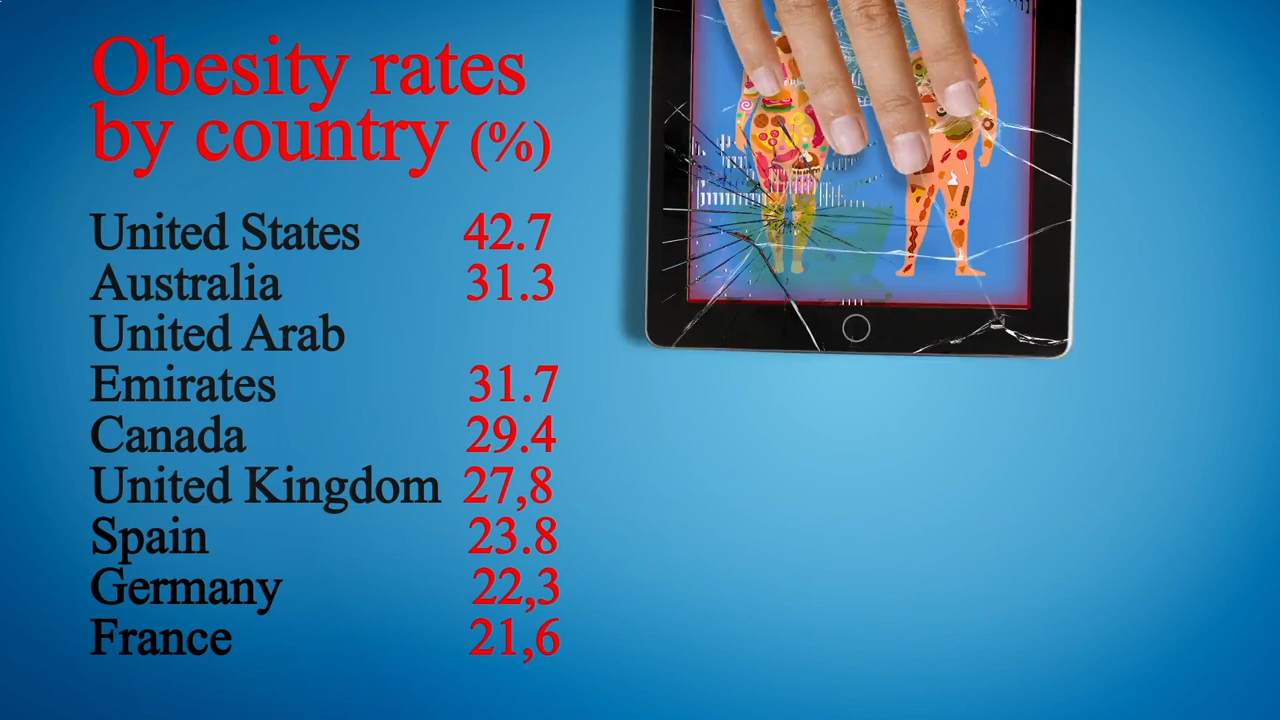 Obesity rates
by country (%)
United States 42.7
Australia 31.3
United Arab
Emirates 31.7
Canada 29.4
United Kingdom 27,8
Spain 23.8
Germany 22,3
France 21,6